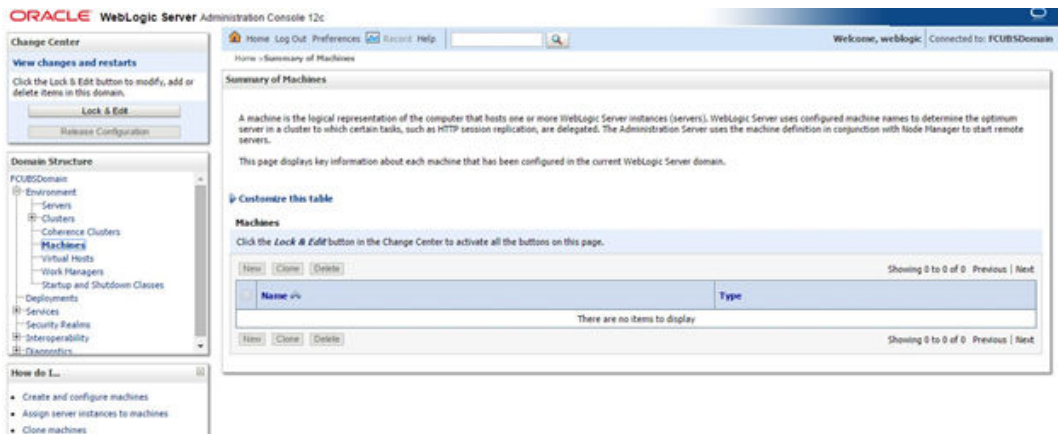 ORACLE WebLogic Server Administration Console 12c
Change Center
View changes and restarts
Click the Lock & Edit button to modify, add or
delete items in this domain.
Lock & Edit
Release Configuration
Domain Structure
FCUBSDomain
Environment
Servers
Clusters
Coherence Clusters
Machines
Virtual Hosts
Work Managers
Startup and Shutdown Classes
Deployments
Services
Security Realms
Interoperability
Diagnostics
How do I...
Create and configure machines
Assign server instances to machines
Clone machines
Home Log Out Preferences Record Help
Welcome, weblogic Connected to: FCUBSDomain
Home >Summary of Machines
Summary of Machines
A machine is the logical representation of the computer that hosts one or more WebLogic Server instances (servers). WebLogic Server uses configured machine names to determine the optimum
server in a cluster to which certain tasks, such as HTTP session replication, are delegated. The Administration Server uses the machine definition in conjunction with Node Manager to start remote
servers.
This page displays key information about each machine that has been configured in the current WebLogic Server domain.
Customize this table
Machines
Click the Lock & Edit button in the Change Center to activate all the buttons on this page.
New Clone Delete
Showing 0 to 0 of 0 Previous | Next
Name Type
There are no items to display
New Clone Delete
Showing 0 to 0 of 0 Previous | Next